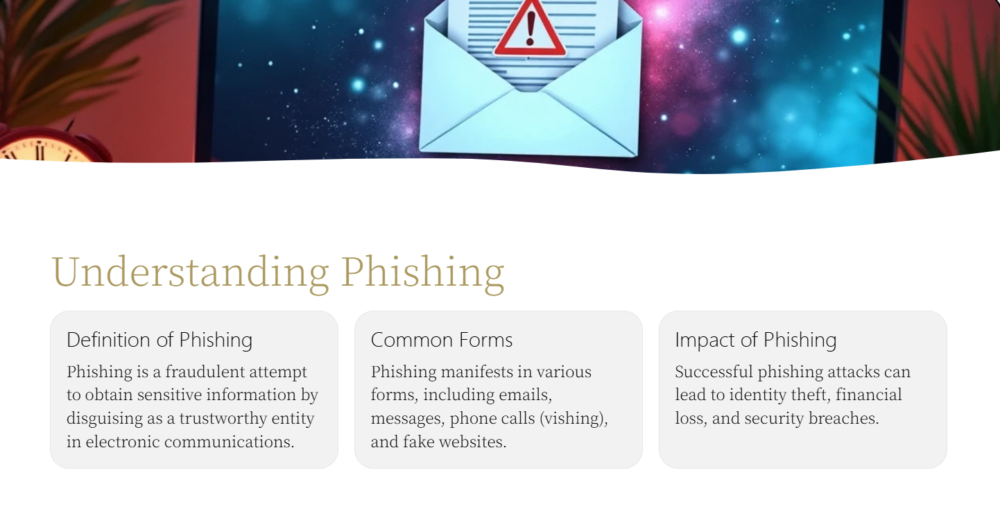 Understanding Phishing
Definition of Phishing
Phishing is a fraudulent attempt
to obtain sensitive information by
disguising as a trustworthy entity
in electronic communications.
Common Forms
Phishing manifests in various
forms, including emails,
messages, phone calls (vishing),
and fake websites.
Impact of Phishing
Successful phishing attacks can
lead to identity theft, financial
loss, and security breaches.